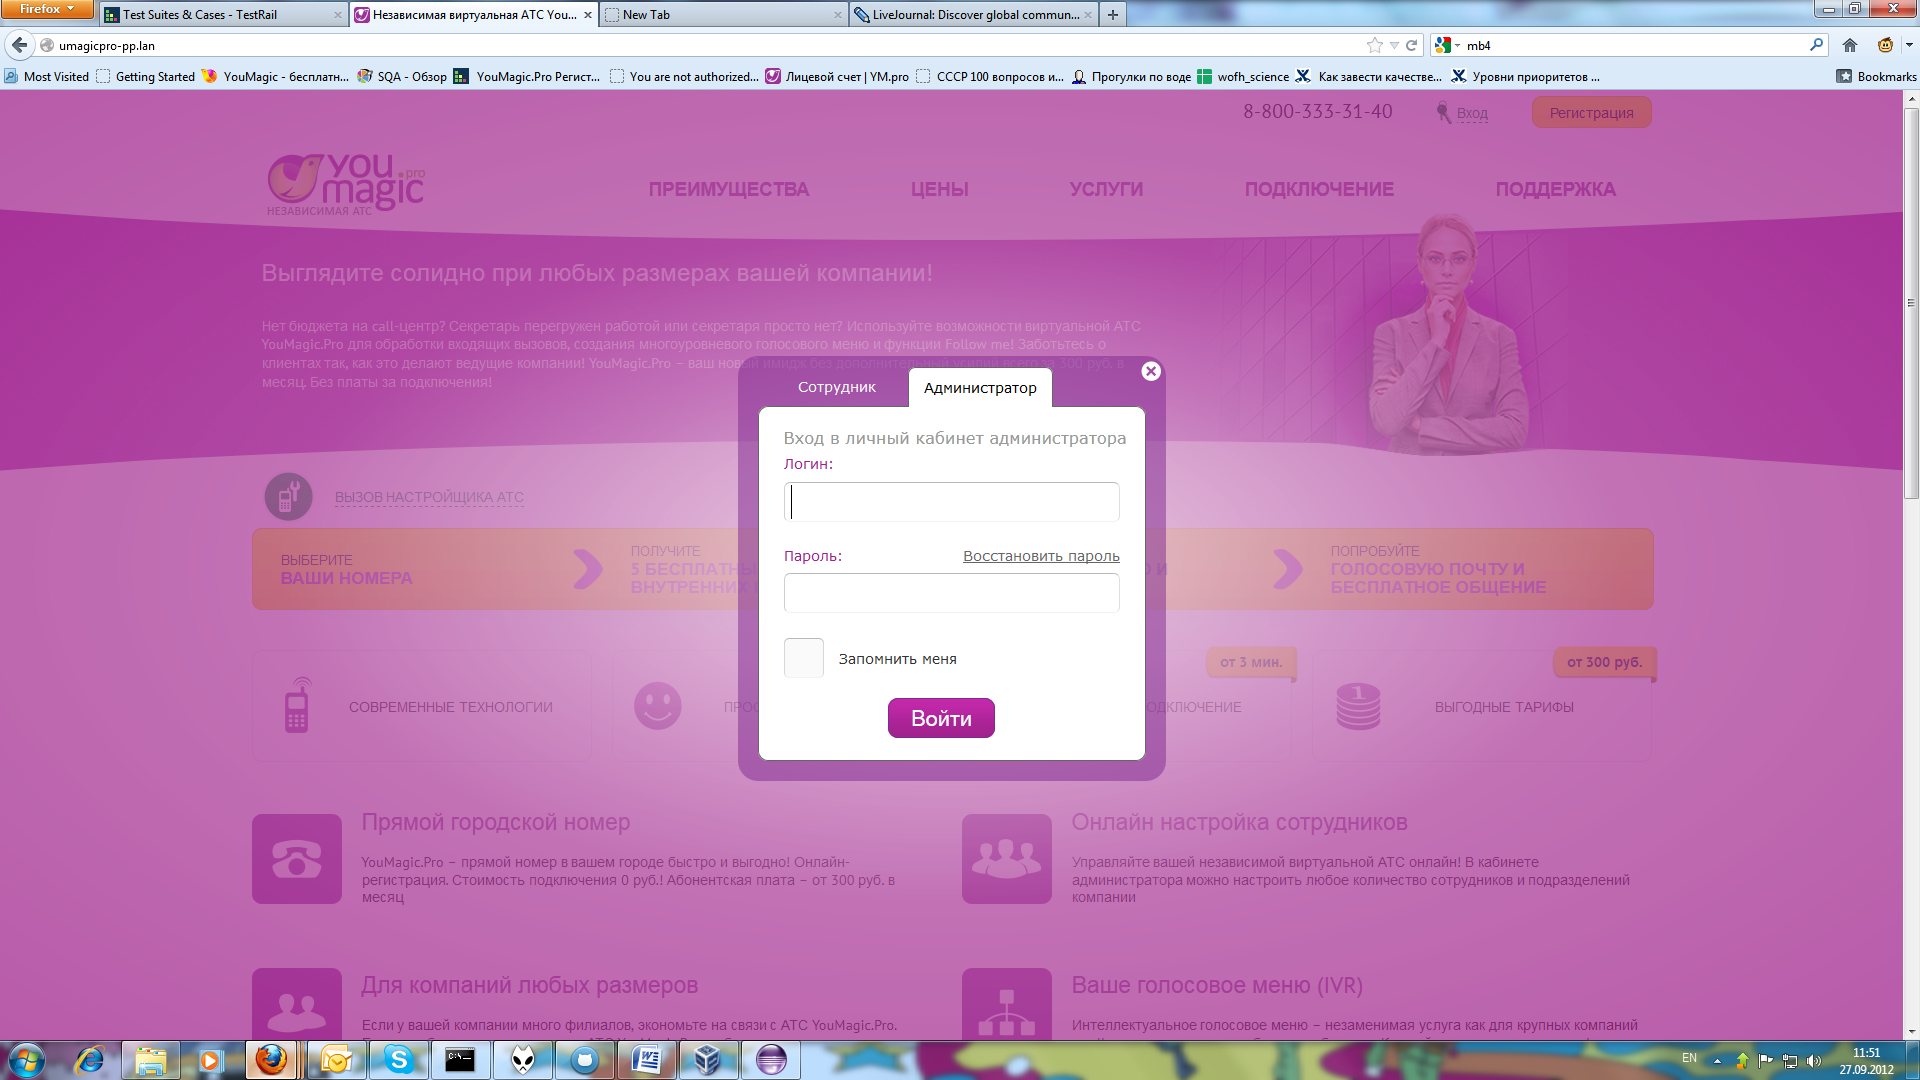 Firefox
Test Suites & Cases - TestRail
Независимая виртуальная АТС You...
New Tab
LiveJournal: Discover global commun...
umagicpro-pp.lan
mb4
Most Visited
Getting Started
YouMagic - бесплатн...
SQA - Обзор
YouMagic.Pro Регист...
You are not authorized...
Лицевой счет | YM.pro
СССР 100 вопросов и...
Прогулки по воде
wofh_science
Как завести качестве...
Уровни приоритетов ...
Bookmarks
8-800-333-31-40
Вход
Регистрация
you
magic.pro
НЕЗАВИСИМАЯ АТС
ПРЕИМУЩЕСТВА
ЦЕНЫ
УСЛУГИ
ПОДКЛЮЧЕНИЕ
ПОДДЕРЖКА
Выглядите солидно при любых размерах вашей компании!
Нет бюджета на call-центр? Секретарь перегружен работой или секретаря просто нет? Используйте возможности виртуальной АТС
YouMagic.Pro для обработки входящих вызовов, создания многоуровневого голосового меню и функции Follow me! Заботьтесь о
клиентах так, как это делают ведущие компании! YouMagic.Pro – ваш новый имидж без дополнительных усилий всего за 300 руб. в
месяц. Без платы за подключения!
Сотрудник
Администратор
Вход в личный кабинет администратора
Логин:
Пароль:
Восстановить пароль
Запомнить меня
Войти
ВЫЗОВ НАСТРОЙЩИКА АТС
ВЫБЕРИТЕ
ВАШИ НОМЕРА
ПОЛУЧИТЕ
5 БЕСПЛАТНЫ
ВНУТРЕННИХ
И
ПОПРОБУЙТЕ
ГОЛОСОВУЮ ПОЧТУ И
БЕСПЛАТНОЕ ОБЩЕНИЕ
СОВРЕМЕННЫЕ ТЕХНОЛОГИИ
ПРОС
от 3 мин.
ОДКЛЮЧЕНИЕ
от 300 руб.
1
ВЫГОДНЫЕ ТАРИФЫ
Прямой городской номер
YouMagic.Pro – прямой номер в вашем городе быстро и выгодно! Онлайн-
регистрация. Стоимость подключения 0 руб.! Абонентская плата – от 300 руб. в
месяц
Онлайн настройка сотрудников
Управляйте вашей независимой виртуальной АТС онлайн! В кабинете
администратора можно настроить любое количество сотрудников и подразделений
компании
Для компаний любых размеров
Если у вашей компании много филиалов, экономьте на связи с АТС YouMagic.Pro.
Ваше голосовое меню (IVR)
Интеллектуальное голосовое меню – незаменимая услуга как для крупных компаний
EN
11:51
27.09.2012